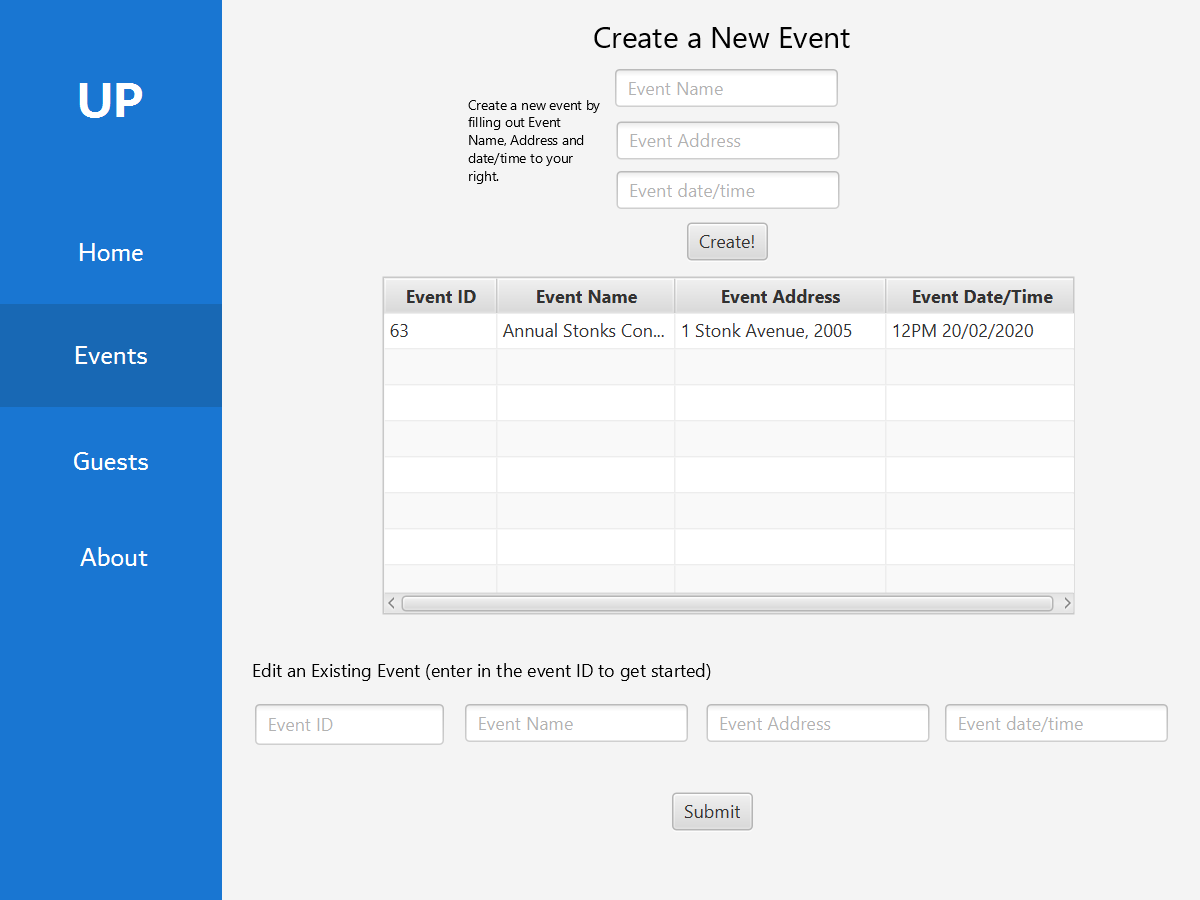 UP
Home
Events
Guests
About
Create a New Event
Create a new event by
filling out Event
Name, Address and
date/time to your
right.
Event Name
Event Address
Event date/time
Create!
Event ID Event Name Event Address Event Date/Time
63 Annual Stonks Con... 1 Stonk Avenue, 2005 12PM 20/02/2020
Edit an Existing Event (enter in the event ID to get started)
Event ID Event Name Event Address Event date/time
Submit